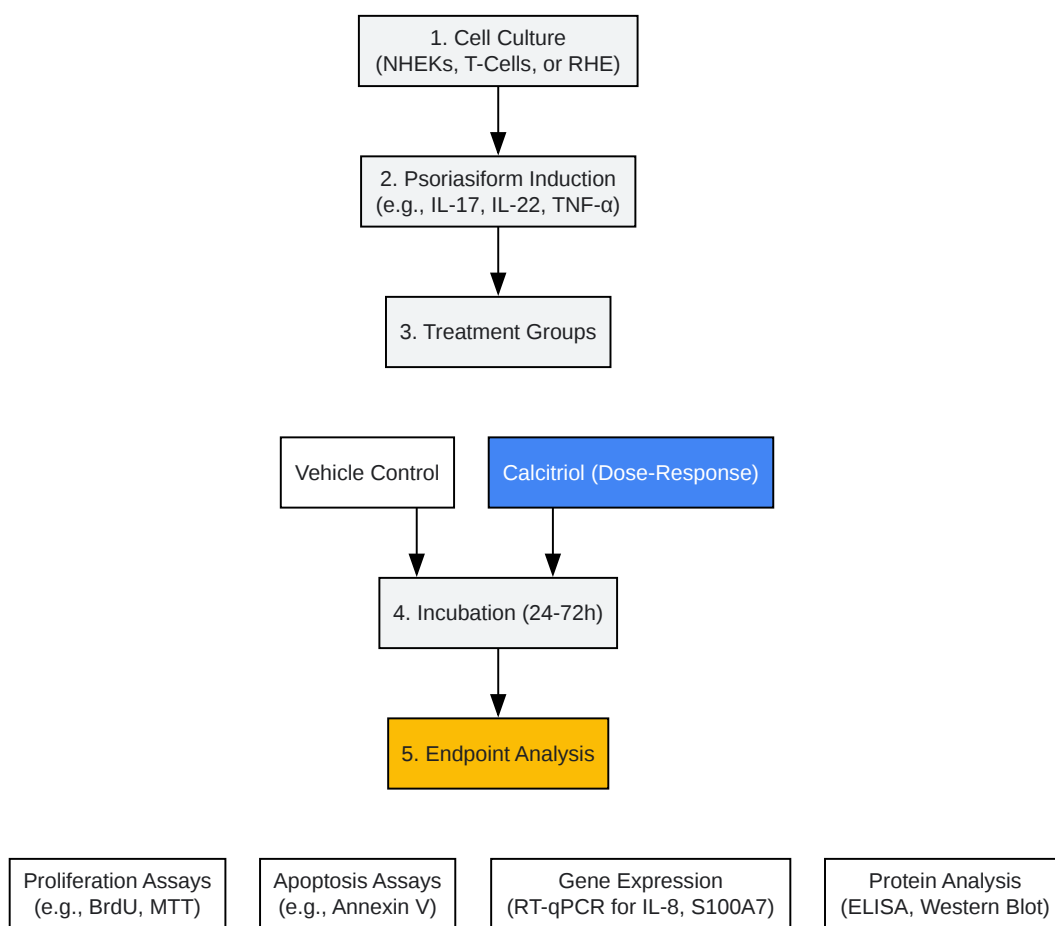 1. Cell Culture
(NHEKs, T-Cells, or RHE)
2. Psoriasiform Induction
(e.g., IL-17, IL-22, TNF-α)
3. Treatment Groups
Vehicle Control
Calcitriol (Dose-Response)
4. Incubation (24-72h)
5. Endpoint Analysis
Proliferation Assays
(e.g., BrdU, MTT)
Apoptosis Assays
(e.g., Annexin V)
Gene Expression
(RT-qPCR for IL-8, S100A7)
Protein Analysis
(ELISA, Western Blot)